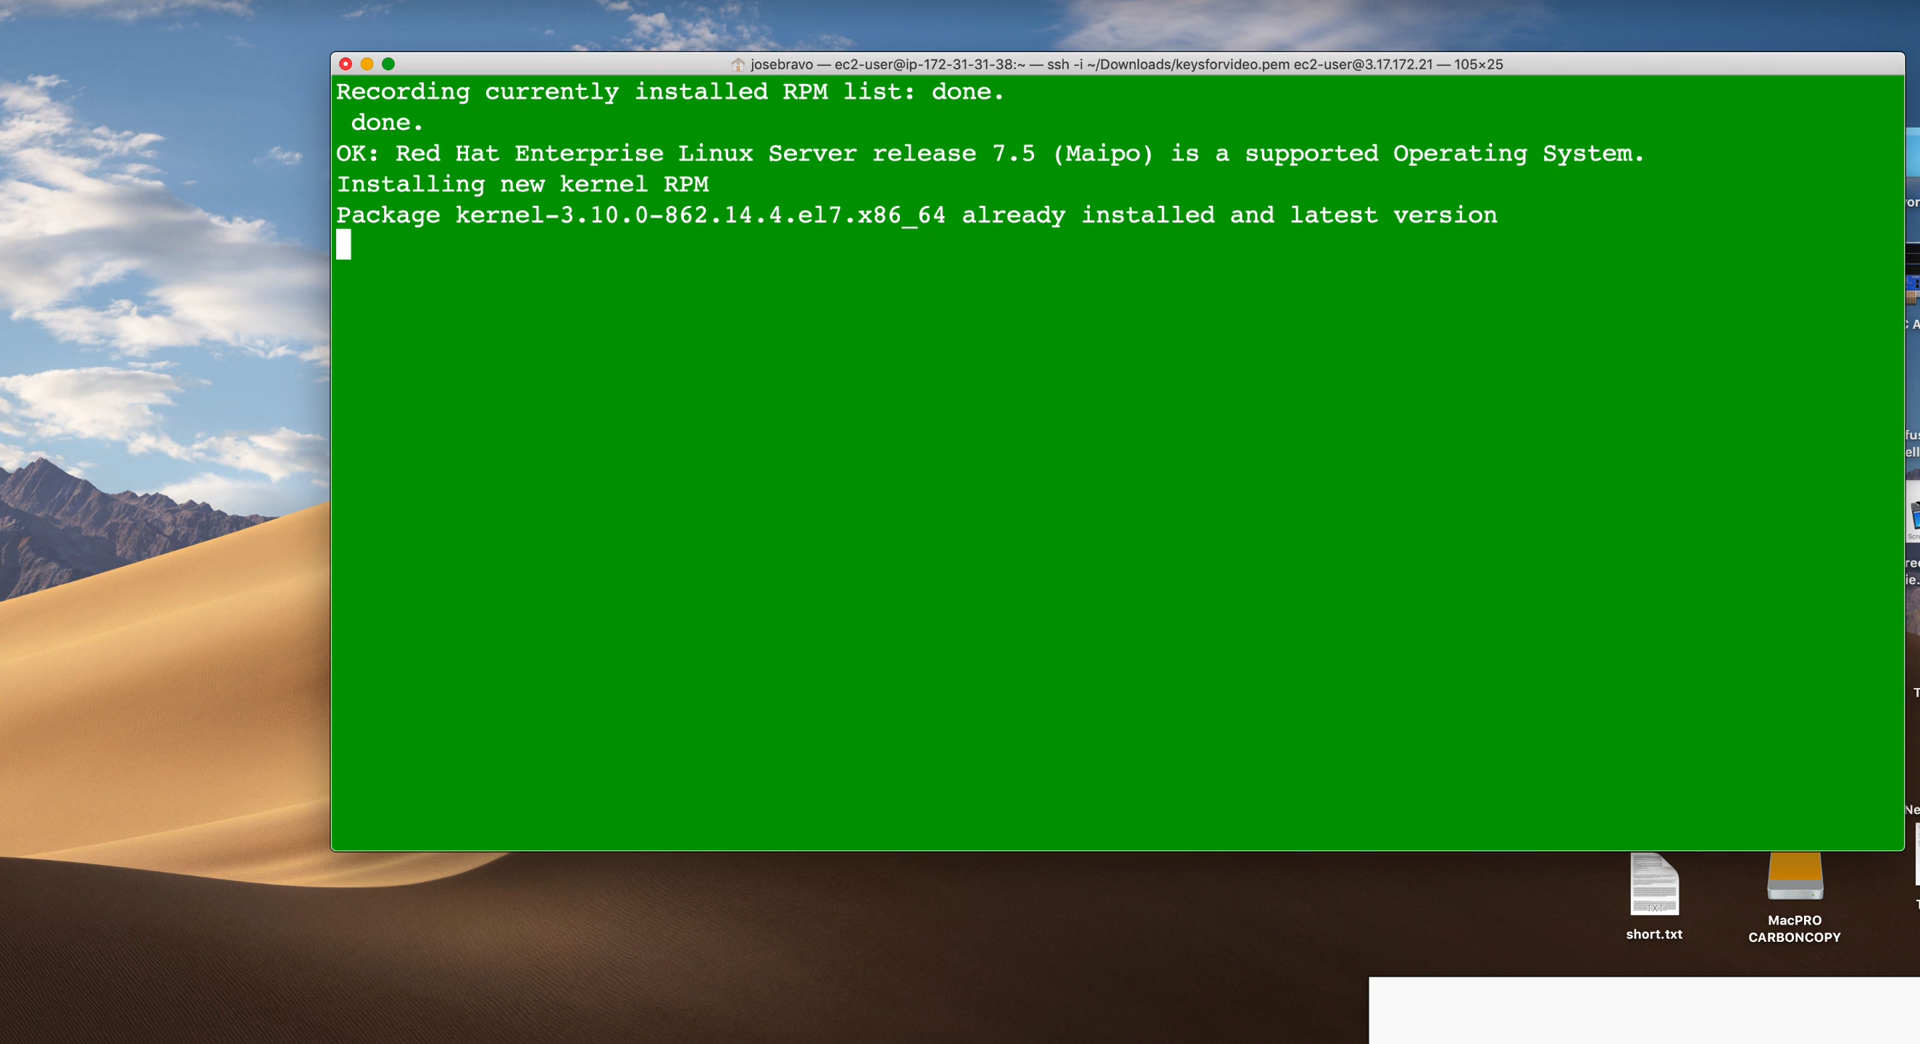 josebravo — ec2-user@ip-172-31-31-38:~ — ssh -i ~/Downloads/keysforvideo.pem ec2-user@3.17.172.21 — 105×25
Recording currently installed RPM list: done.
 done.
OK: Red Hat Enterprise Linux Server release 7.5 (Maipo) is a supported Operating System.
Installing new kernel RPM
Package kernel-3.10.0-862.14.4.el7.x86_64 already installed and latest version
TXT
short.txt
MacPRO
CARBONCOPY